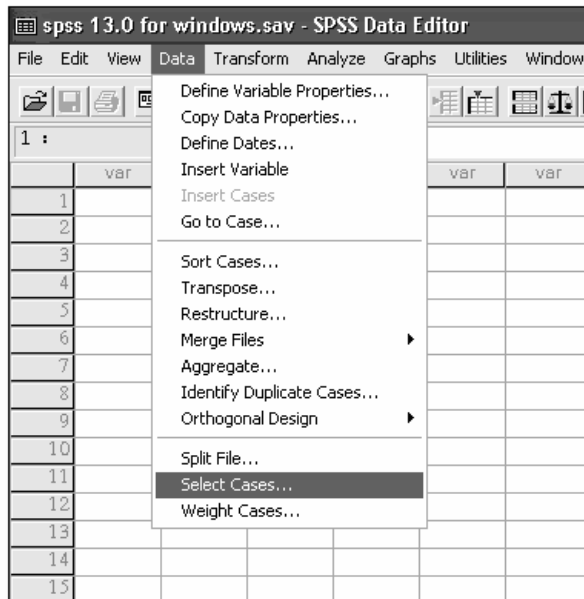 spss 13.0 for windows.sav - SPSS Data Editor
File Edit View Data Transform Analyze Graphs Utilities Window
1 :
var var var
Define Variable Properties...
Copy Data Properties...
Define Dates...
Insert Variable
Insert Cases
Go to Case...
Sort Cases...
Transpose...
Restructure...
Merge Files
Aggregate...
Identify Duplicate Cases...
Orthogonal Design
Split File...
Select Cases...
Weight Cases...
1
2
3
4
5
6
7
8
9
10
11
12
13
14
15